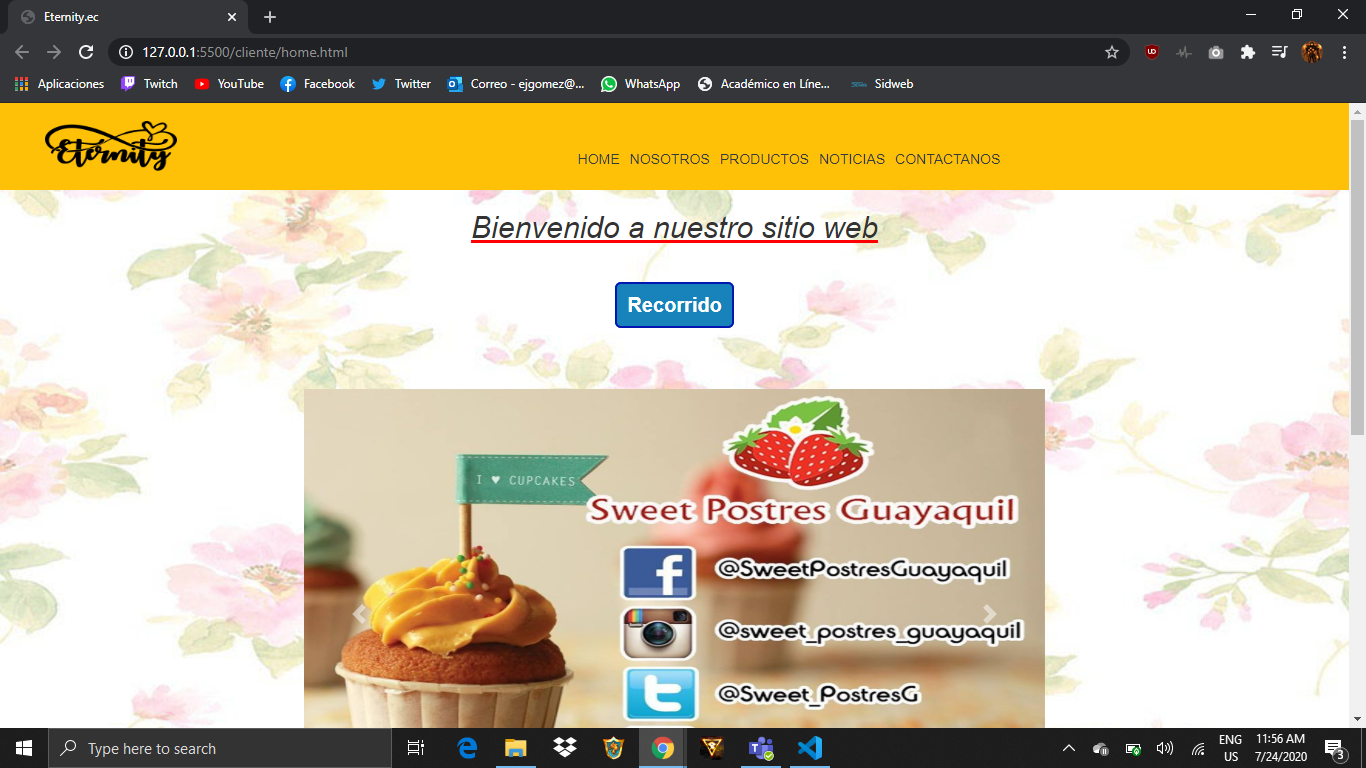 Eternity.ec
127.0.0.1:5500/cliente/home.html
Aplicaciones Twitch YouTube Facebook Twitter Correo - ejgomez@... WhatsApp Académico en Líne... Sidweb
Eternity
HOME NOSOTROS PRODUCTOS NOTICIAS CONTACTANOS
Bienvenido a nuestro sitio web
Recorrido
I ♥ CUPCAKES
Sweet Postres Guayaquil
@SweetPostresGuayaquil
@sweet_postres_guayaquil
@Sweet_PostresG
Type here to search
ENG
US
11:56 AM
7/24/2020
3